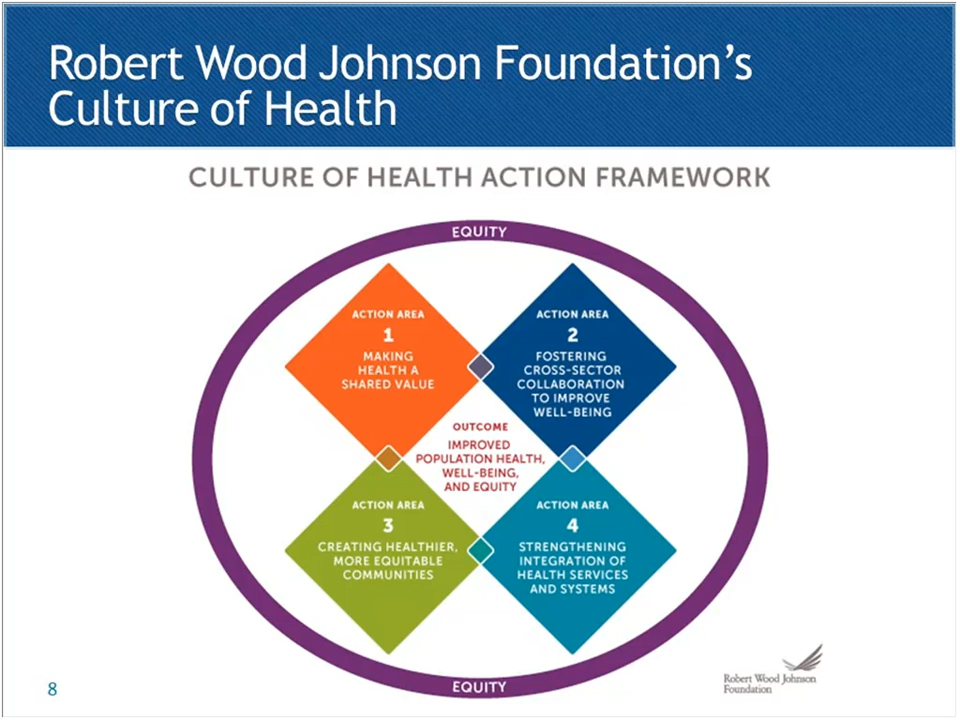 Robert Wood Johnson Foundation’s
Culture of Health
CULTURE OF HEALTH ACTION FRAMEWORK
EQUITY
ACTION AREA
1
MAKING
HEALTH A
SHARED VALUE
ACTION AREA
2
FOSTERING
CROSS-SECTOR
COLLABORATION
TO IMPROVE
WELL-BEING
OUTCOME
IMPROVED
POPULATION HEALTH,
WELL-BEING,
AND EQUITY
ACTION AREA
3
CREATING HEALTHIER,
MORE EQUITABLE
COMMUNITIES
ACTION AREA
4
STRENGTHENING
INTEGRATION OF
HEALTH SERVICES
AND SYSTEMS
EQUITY
8
Robert Wood Johnson
Foundation